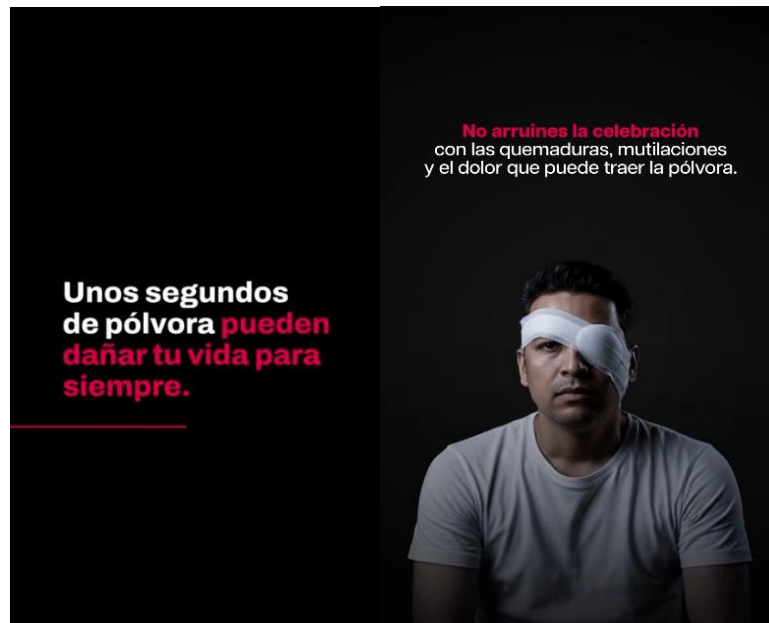 Unos segundos
de pólvora pueden
dañar tu vida para
siempre.
No arruines la celebración
con las quemaduras, mutilaciones
y el dolor que puede traer la pólvora.